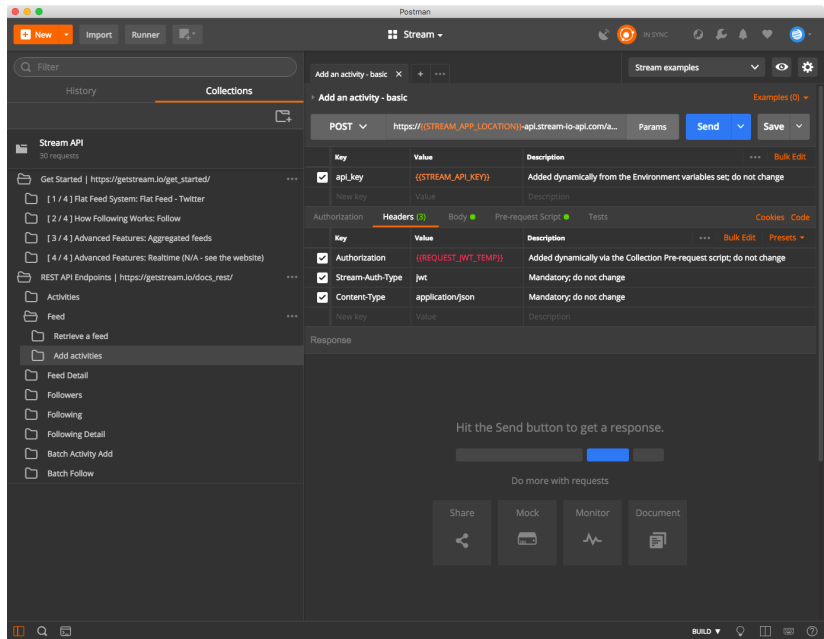 Postman
New
Import
Runner
Stream
IN SYNC
Filter
History
Collections
Stream API
30 requests
Get Started | https://getstream.io/get_started/
[ 1 / 4 ] Flat Feed System: Flat Feed - Twitter
[ 2 / 4 ] How Following Works: Follow
[ 3 / 4 ] Advanced Features: Aggregated feeds
[ 4 / 4 ] Advanced Features: Realtime (N/A - see the website)
REST API Endpoints | https://getstream.io/docs_rest/
Activities
Feed
Retrieve a feed
Add activities
Feed Detail
Followers
Following
Following Detail
Batch Activity Add
Batch Follow
Add an activity - basic
Stream examples
Add an activity - basic
Examples (0)
POST
https://{{STREAM_APP_LOCATION}}-api.stream-io-api.com/a...
Params
Send
Save
Key Value Description Bulk Edit
api_key {{STREAM_API_KEY}} Added dynamically from the Environment variables set; do not change
New key Value Description
Authorization Headers (3) Body Pre-request Script Tests Cookies Code
Key Value Description Bulk Edit Presets
Authorization {{REQUEST_JWT_TEMP}} Added dynamically via the Collection Pre-request script; do not change
Stream-Auth-Type jwt Mandatory; do not change
Content-Type application/json Mandatory; do not change
New key Value Description
Response
Hit the Send button to get a response.
Do more with requests
Share Mock Monitor Document
BUILD